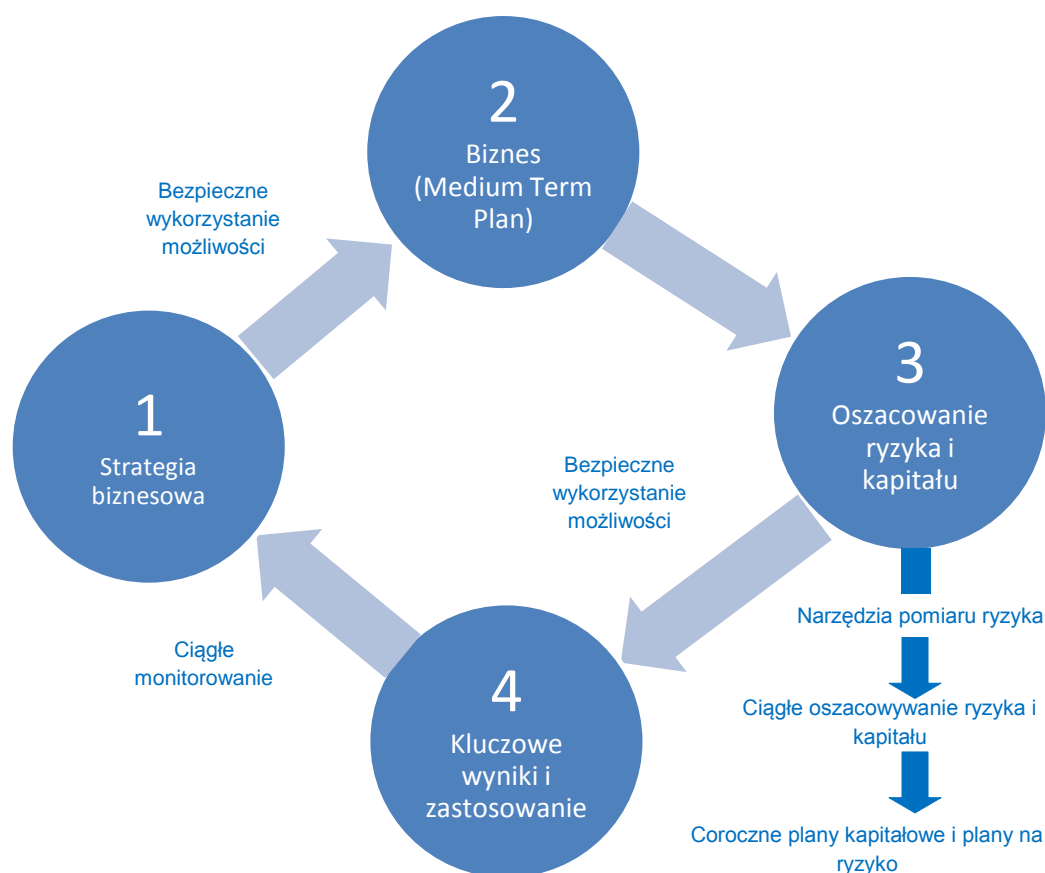 2
Biznes
(Medium Term
Plan)
Bezpieczne
wykorzystanie
możliwości
3
Oszacowanie
ryzyka i
kapitału
1
Strategia
biznesowa
Bezpieczne
wykorzystanie
możliwości
Narzędzia pomiaru ryzyka
Ciągłe
monitorowanie
4
Kluczowe
wyniki i
zastosowanie
Ciągłe oszacowywanie ryzyka i
kapitału
Coroczne plany kapitałowe i plany na
ryzyko